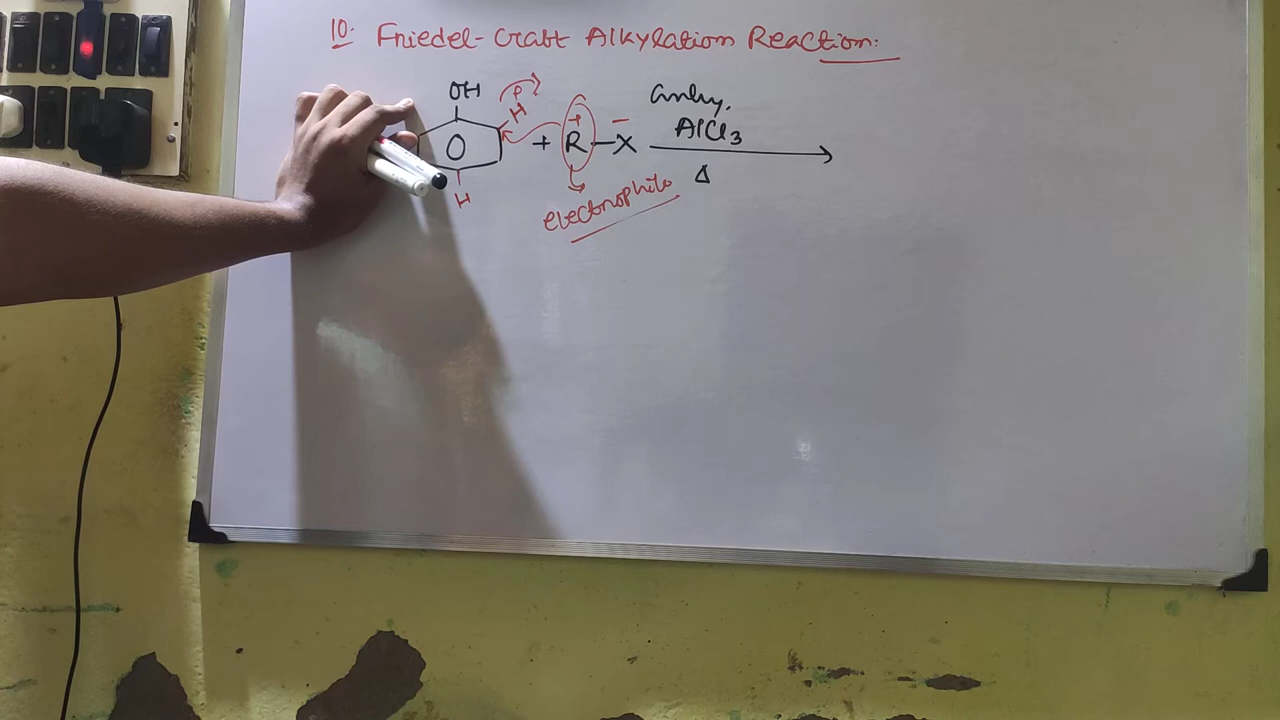 10. Friedel-Craft Alkylation Reaction:
OH
H
anhy.
AlCl3
+ R—X
+ −
Δ
H
electrophile